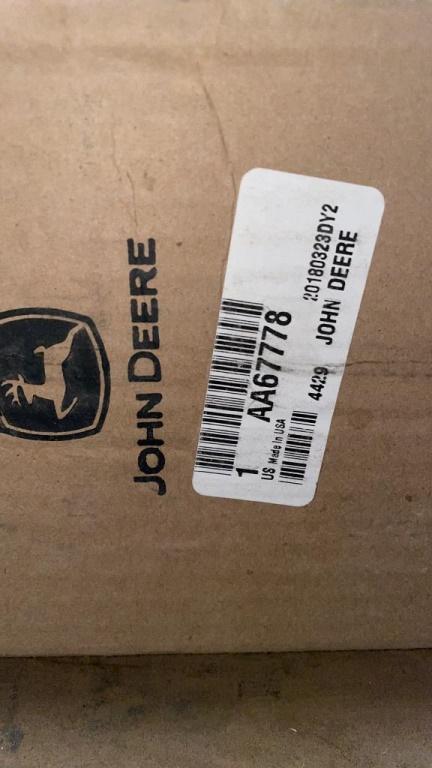 JOHN DEERE
1 AA67778 20180323DY2
US Made In USA 4429 JOHN DEERE